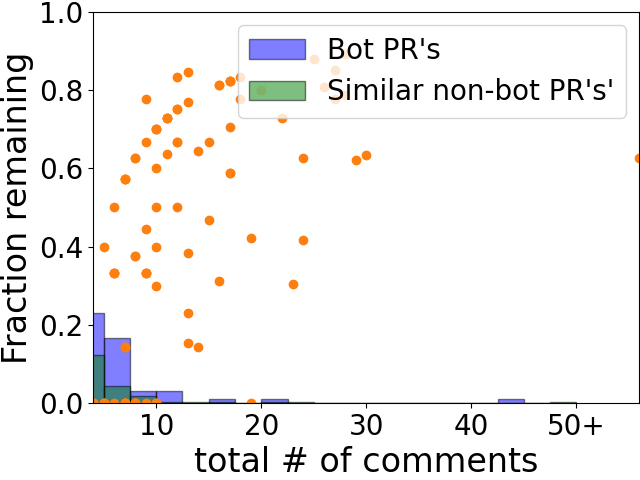 1.0
Bot PR's
Similar non-bot PR's'
0.8
0.6
0.4
0.2
0.0
10
20
30
40
50+
Fraction remaining
total # of comments